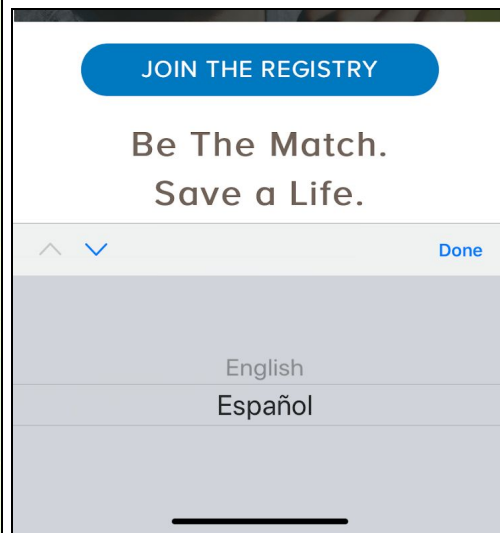 JOIN THE REGISTRY
Be The Match.
Save a Life.
Done
English
Español